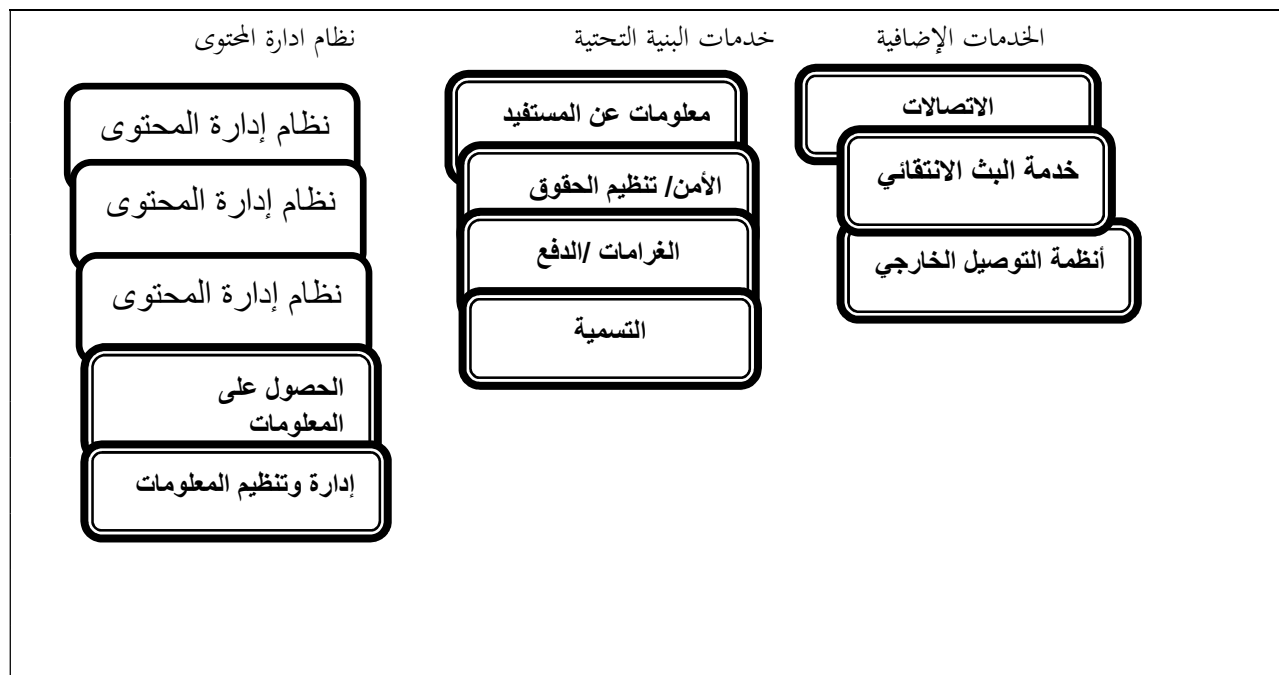 الخدمات الإضافية
خدمات البنية التحتية
نظام ادارة المحتوى
الاتصالات
خدمة البث الانتقائي
أنظمة التوصيل الخارجي
معلومات عن المستفيد
الأمن/ تنظيم الحقوق
الغرامات /الدفع
التسمية
نظام إدارة المحتوى
نظام إدارة المحتوى
نظام إدارة المحتوى
الحصول على
المعلومات
إدارة وتنظيم المعلومات